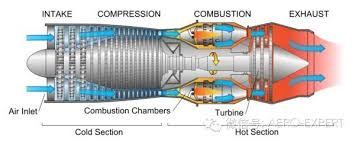 INTAKE COMPRESSION COMBUSTION EXHAUST
Air Inlet Combustion Chambers Turbine
Cold Section Hot Section
AERO-EXPERT